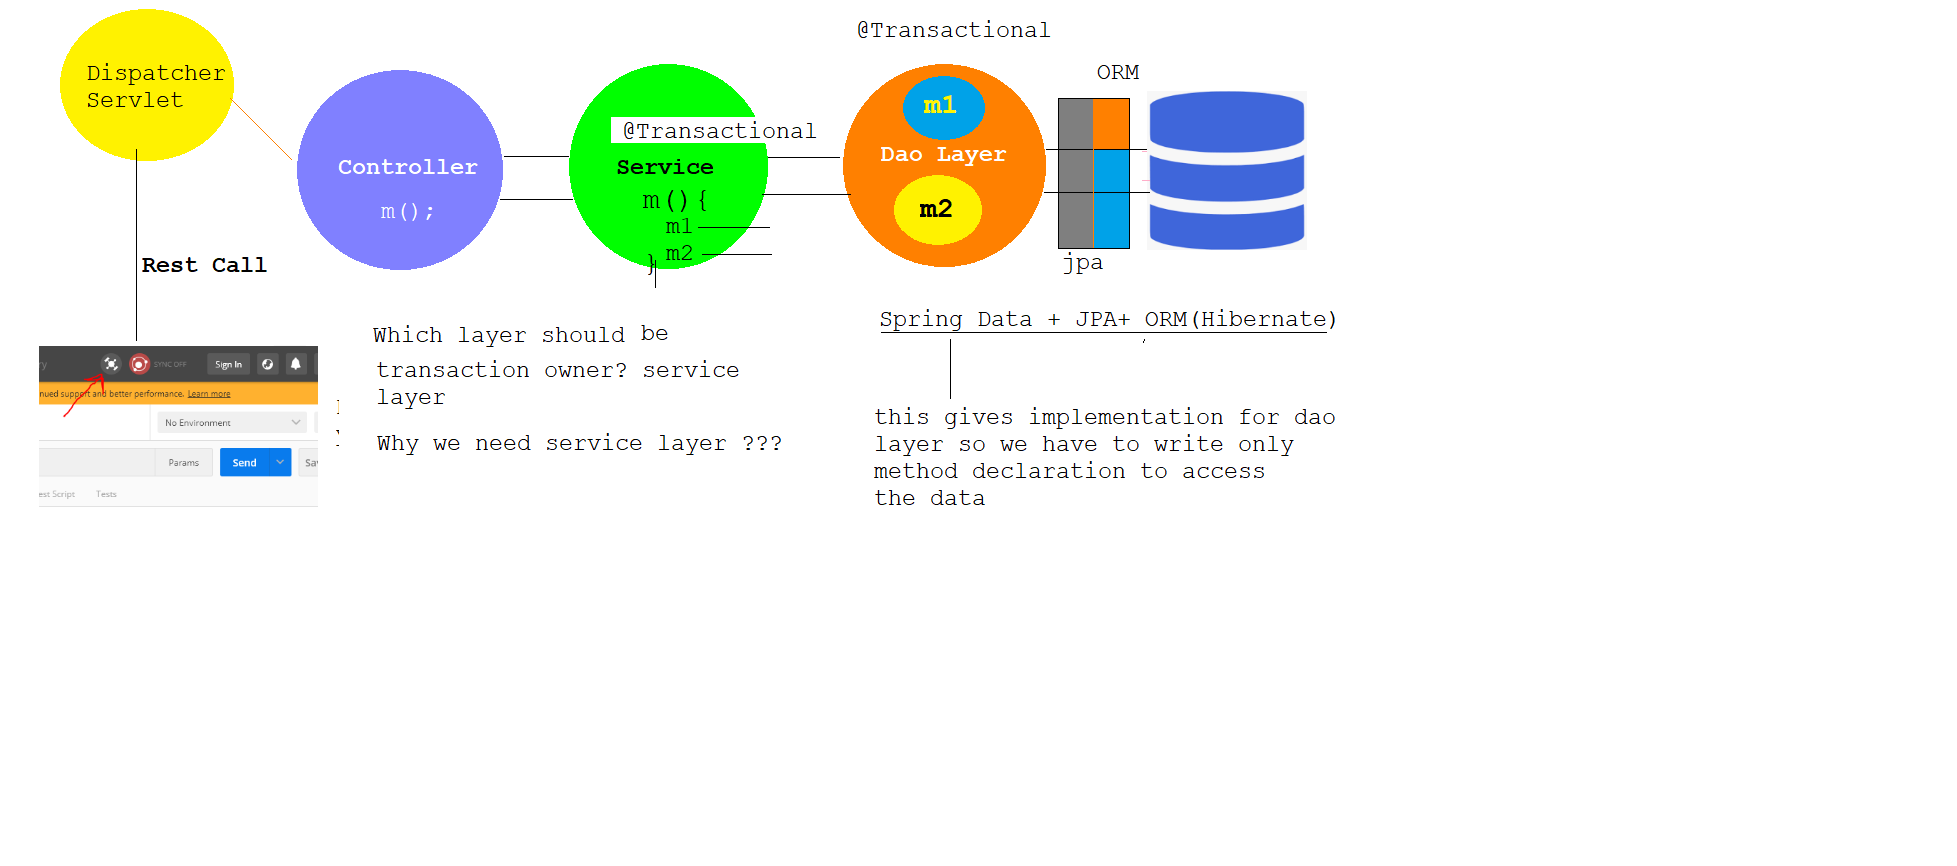 @Transactional
Dispatcher
Servlet
ORM
m1
@Transactional
Dao Layer
Controller
Service
m();
m(){
m1
m2
}
m2
Rest Call
jpa
Spring Data + JPA+ ORM(Hibernate)
Which layer should be
transaction owner? service
layer
Why we need service layer ???
this gives implementation for dao
layer so we have to write only
method declaration to access
the data
SYNC OFF
Sign In
nued support and better performance. Learn more
No Environment
Params
Send
Sav
est Script
Tests